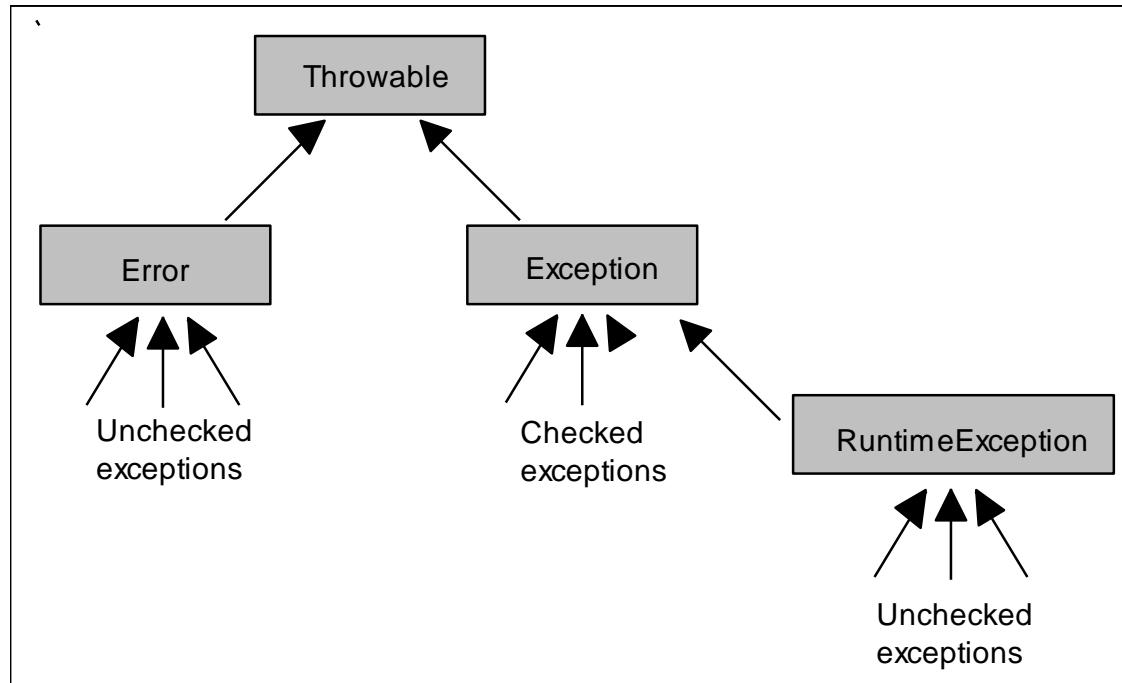 Throwable
Error
Exception
Unchecked
exceptions
Checked
exceptions
RuntimeException
Unchecked
exceptions